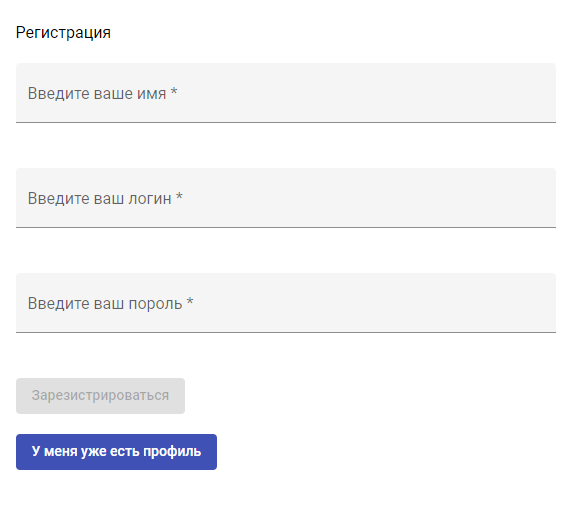 Регистрация
Введите ваше имя *
Введите ваш логин *
Введите ваш пороль *
Зарезистрироваться
У меня уже есть профиль